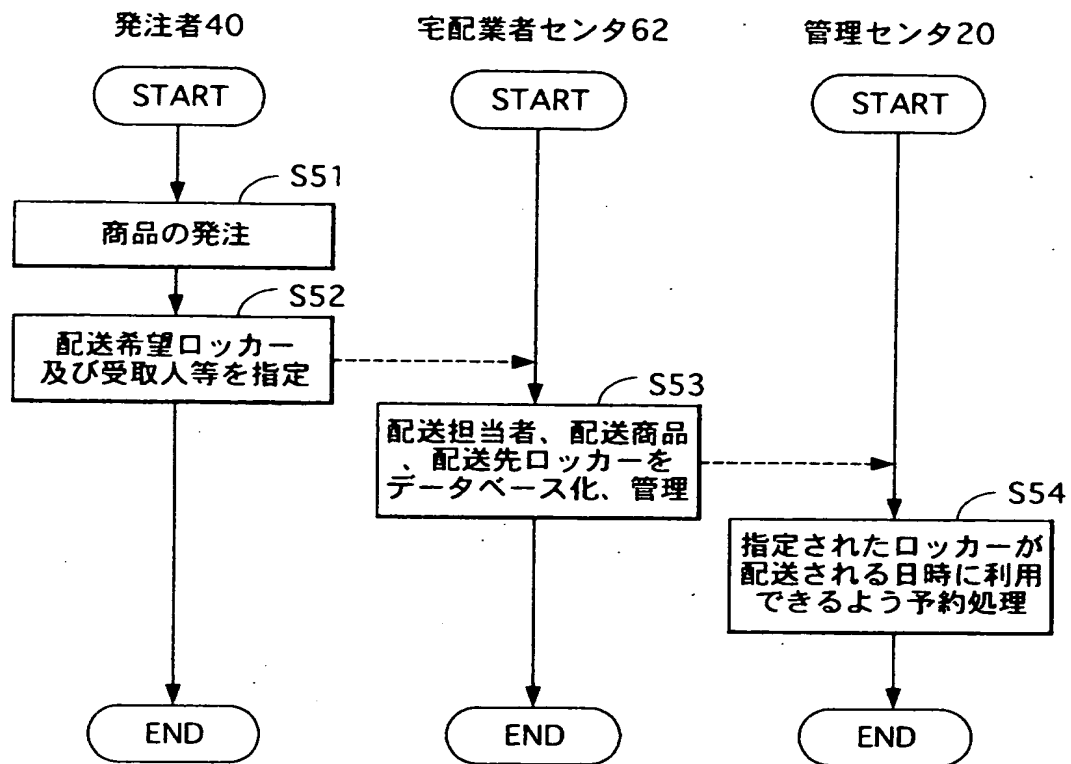 発注者40
宅配業者センタ62
管理センタ20
START
START
START
S51
商品の発注
S52
配送希望ロッカー
及び受取人等を指定
S53
配送担当者、配送商品
、配送先ロッカーを
データベース化、管理
S54
指定されたロッカーが
配送される日時に利用
できるよう予約処理
END
END
END